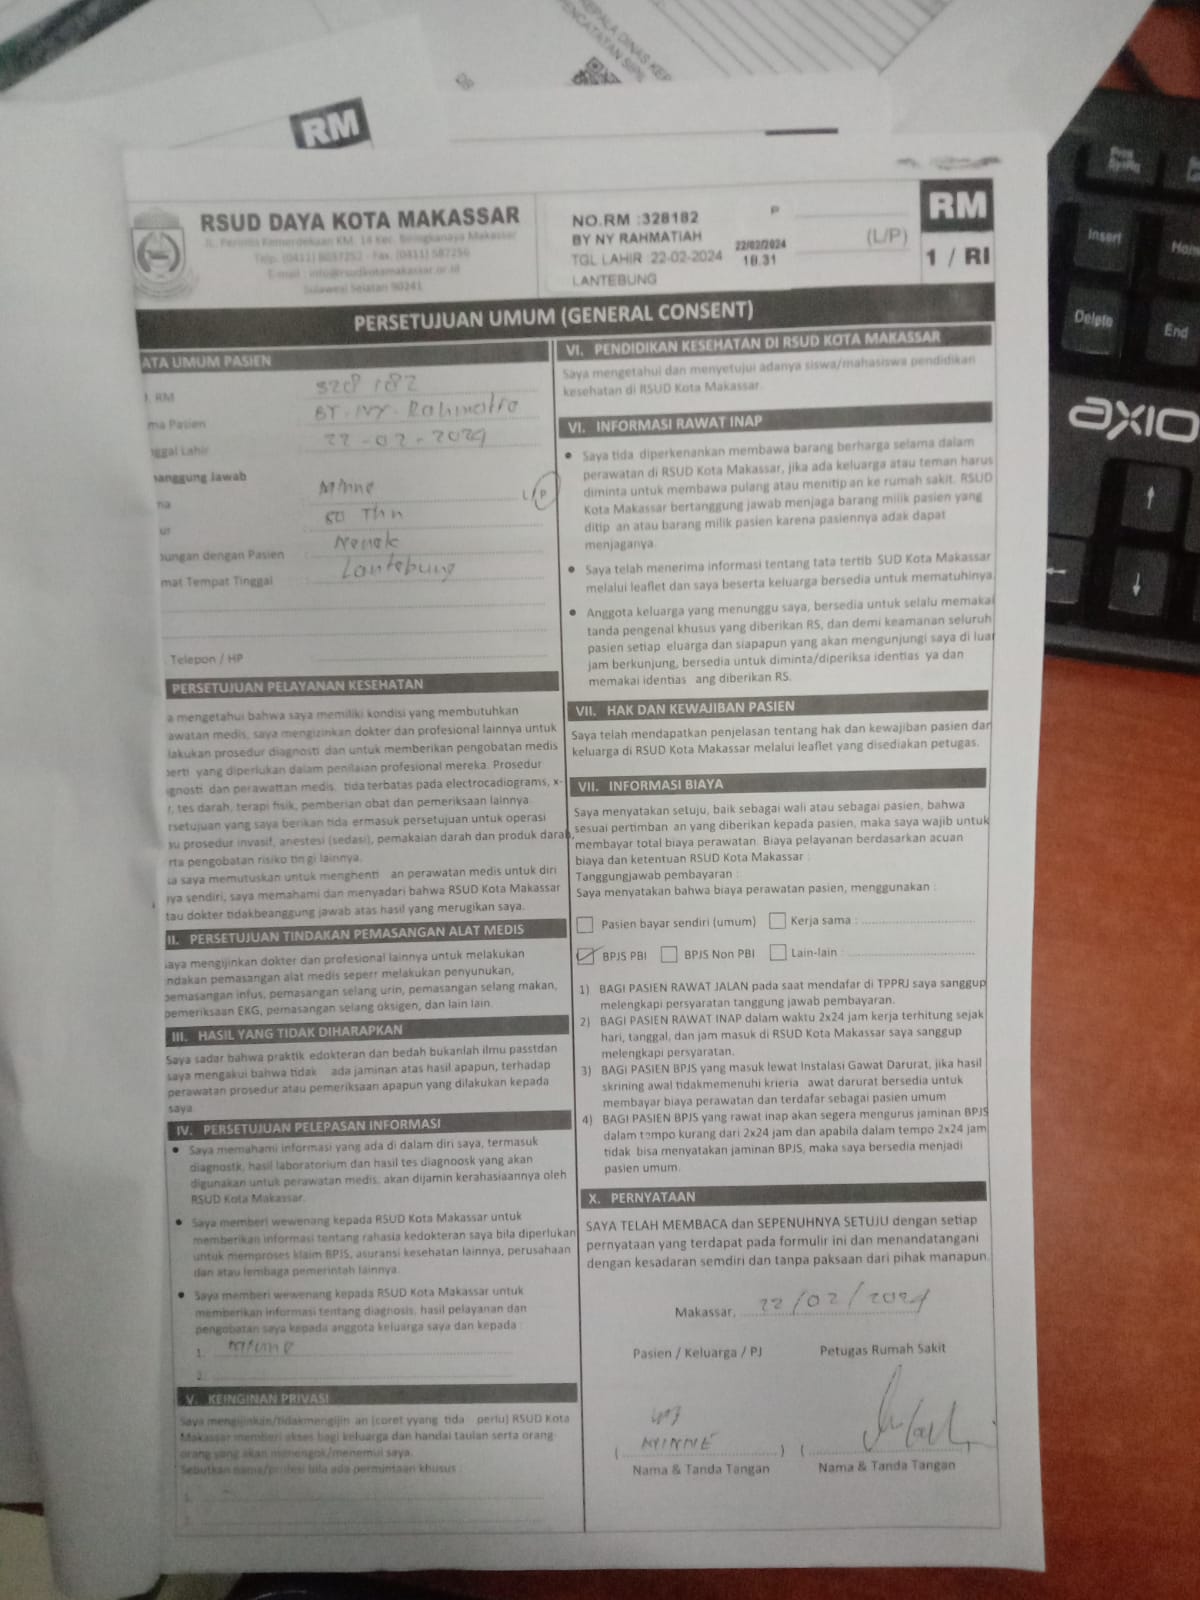 KEPALA DINAS KEP
PENCATATAN SIPIL
RM
RSUD DAYA KOTA MAKASSAR
JL. Perintis Kemerdekaan KM. 14 Kec. Biringkanaya Makassar
Sulawesi Selatan 90241
NO.RM :328182
BY NY RAHMATIAH
TGL LAHIR :22-02-2024
LANTEBUNG
P
22/02/2024
18.31
(L/P)
RM
1 / RI
PERSETUJUAN UMUM (GENERAL CONSENT)
ATA UMUM PASIEN
. RM 328182
ma Pasien
ggal Lahir 22-02-2024
anggung Jawab
na Minne L/P
ur 50 Thn
ungan dengan Pasien Nenek
mat Tempat Tinggal : Lantebung
. Telepon / HP :
PERSETUJUAN PELAYANAN KESEHATAN
a mengetahui bahwa saya memiliki kondisi yang membutuhkan
awatan medis, saya mengizinkan dokter dan profesional lainnya untuk
lakukan prosedur diagnosti dan untuk memberikan pengobatan medis
erti yang diperlukan dalam penilaian profesional mereka. Prosedur
gnosti dan perawattan medis, tida terbatas pada electrocadiograms, x-
r, tes darah, terapi fisik, pemberian obat dan pemeriksaan lainnya
rsetujuan yang saya berikan tida ermasuk persetujuan untuk operasi
su prosedur invasif, anestesi (sedasi), pemakaian darah dan produk darah,
rta pengobatan risiko tin gi lainnya.
a saya memutuskan untuk menghenti an perawatan medis untuk diri
ya sendiri, saya memahami dan menyadari bahwa RSUD Kota Makassar
tau dokter tidakbeanggung jawab atas hasil yang merugikan saya.
II. PERSETUJUAN TINDAKAN PEMASANGAN ALAT MEDIS
aya mengijinkan dokter dan profesional lainnya untuk melakukan
ndakan pemasangan alat medis seperr melakukan penyunukan,
pemasangan infus, pemasangan selang urin, pemasangan selang makan,
pemeriksaan EKG, pemasangan selang oksigen, dan lain lain.
III. HASIL YANG TIDAK DIHARAPKAN
Saya sadar bahwa praktik edokteran dan bedah bukanlah ilmu passtdan
saya mengakui bahwa tidak ada jaminan atas hasil apapun, terhadap
perawatan prosedur atau pemeriksaan apapun yang dilakukan kepada
saya
IV. PERSETUJUAN PELEPASAN INFORMASI
• Saya memahami informasi yang ada di dalam diri saya, termasuk
diagnostk, hasil laboratorium dan hasil tes diagnoosk yang akan
digunakan untuk perawatan medis, akan dijamin kerahasiaannya oleh
RSUD Kota Makassar.
• Saya memberi wewenang kepada RSUD Kota Makassar untuk
memberikan informasi tentang rahasia kedokteran saya bila diperlukan
untuk memproses klaim BPJS, asuransi kesehatan lainnya, perusahaan
dan atau lembaga pemerintah lainnya.
• Saya memberi wewenang kepada RSUD Kota Makassar untuk
memberikan informasi tentang diagnosis, hasil pelayanan dan
pengobatan saya kepada anggota keluarga saya dan kepada :
1.
2.
V. KEINGINAN PRIVASI
Saya mengijinkan/tidakmengijin an (coret yyang tida perlu) RSUD Kota
Makassar memberi akses bagi keluarga dan handai taulan serta orang-
orang yang akan menengok/menemui saya.
Sebutkan nama/profesi bila ada permintaan khusus :
1.
2.
VI. PENDIDIKAN KESEHATAN DI RSUD KOTA MAKASSAR
Saya mengetahui dan menyetujui adanya siswa/mahasiswa pendidikan
kesehatan di RSUD Kota Makassar.
VI. INFORMASI RAWAT INAP
• Saya tida diperkenankan membawa barang berharga selama dalam
perawatan di RSUD Kota Makassar, jika ada keluarga atau teman harus
diminta untuk membawa pulang atau menitip an ke rumah sakit. RSUD
Kota Makassar bertanggung jawab menjaga barang milik pasien yang
ditip an atau barang milik pasien karena pasiennya adak dapat
menjaganya.
• Saya telah menerima informasi tentang tata tertib SUD Kota Makassar
melalui leaflet dan saya beserta keluarga bersedia untuk mematuhinya.
• Anggota keluarga yang menunggu saya, bersedia untuk selalu memakai
tanda pengenal khusus yang diberikan RS, dan demi keamanan seluruh
pasien setiap eluarga dan siapapun yang akan mengunjungi saya di luar
jam berkunjung, bersedia untuk diminta/diperiksa identias ya dan
memakai identias ang diberikan RS.
VII. HAK DAN KEWAJIBAN PASIEN
Saya telah mendapatkan penjelasan tentang hak dan kewajiban pasien dan
keluarga di RSUD Kota Makassar melalui leaflet yang disediakan petugas.
VII. INFORMASI BIAYA
Saya menyatakan setuju, baik sebagai wali atau sebagai pasien, bahwa
sesuai pertimban an yang diberikan kepada pasien, maka saya wajib untuk
membayar total biaya perawatan. Biaya pelayanan berdasarkan acuan
biaya dan ketentuan RSUD Kota Makassar :
Tanggungjawab pembayaran :
Saya menyatakan bahwa biaya perawatan pasien, menggunakan :
Pasien bayar sendiri (umum) Kerja sama :
BPJS PBI BPJS Non PBI Lain-lain :
1) BAGI PASIEN RAWAT JALAN pada saat mendafar di TPPRJ saya sanggup
melengkapi persyaratan tanggung jawab pembayaran.
2) BAGI PASIEN RAWAT INAP dalam waktu 2x24 jam kerja terhitung sejak
hari, tanggal, dan jam masuk di RSUD Kota Makassar saya sanggup
melengkapi persyaratan.
3) BAGI PASIEN BPJS yang masuk lewat Instalasi Gawat Darurat, jika hasil
skrining awal tidakmemenuhi krieria awat darurat bersedia untuk
membayar biaya perawatan dan terdafar sebagai pasien umum
4) BAGI PASIEN BPJS yang rawat inap akan segera mengurus jaminan BPJS
dalam tempo kurang dari 2x24 jam dan apabila dalam tempo 2x24 jam
tidak bisa menyatakan jaminan BPJS, maka saya bersedia menjadi
pasien umum.
X. PERNYATAAN
SAYA TELAH MEMBACA dan SEPENUHNYA SETUJU dengan setiap
pernyataan yang terdapat pada formulir ini dan menandatangani
dengan kesadaran semdiri dan tanpa paksaan dari pihak manapun.
Makassar, 22/02/2024
Pasien / Keluarga / PJ Petugas Rumah Sakit
( MINNE ) (
Nama & Tanda Tangan Nama & Tanda Tangan
Insert
Delete
End
axio